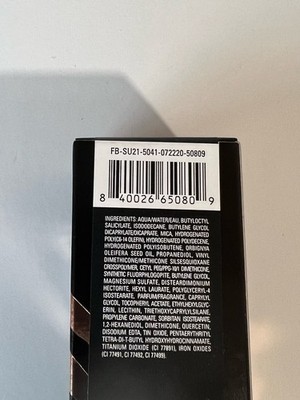 FB-SU21-5041-072220-50809
8 40026 65080 9
INGREDIENTS: AQUA/WATER/EAU, BUTYLOCTYL
SALICYLATE, ISODODECANE, BUTYLENE GLYCOL
DICAPRYLATE/DICAPRATE, MICA, HYDROGENATED
POLY(C6-14 OLEFIN), HYDROGENATED POLYDECENE,
HYDROGENATED POLYISOBUTENE, ORBIGNYA
OLEIFERA SEED OIL, TRIDECYL PROPANEDIOL, VINYL
DIMETHICONE/METHICONE SILSESQUIOXANE
CROSSPOLYMER, CETYL PEG/PPG-10/1 DIMETHICONE,
SYNTHETIC FLUORPHLOGOPITE, BUTYLENE GLYCOL,
MAGNESIUM SULFATE, DISTEARDIMONIUM
HECTORITE, HEXYL LAURATE, POLYGLYCERYL-4
ISOSTEARATE, PARFUM/FRAGRANCE, CAPRYLYL
GLYCOL, TOCOPHERYL ACETATE, ETHYLHEXYLGLY-
CERIN, LECITHIN, TRIETHOXYCAPRYLYLSILANE,
PROPYLENE CARBONATE, SORBITAN ISOSTEARATE,
1,2-HEXANEDIOL, DIMETHICONE, QUERCETIN,
DISODIUM EDTA, TIN OXIDE, PENTAERYTHRITYL
TETRA-DI-T-BUTYL HYDROXYHYDROCINNAMATE,
TITANIUM DIOXIDE (CI 77891), IRON OXIDES
(CI 77491, CI 77492, CI 77499).